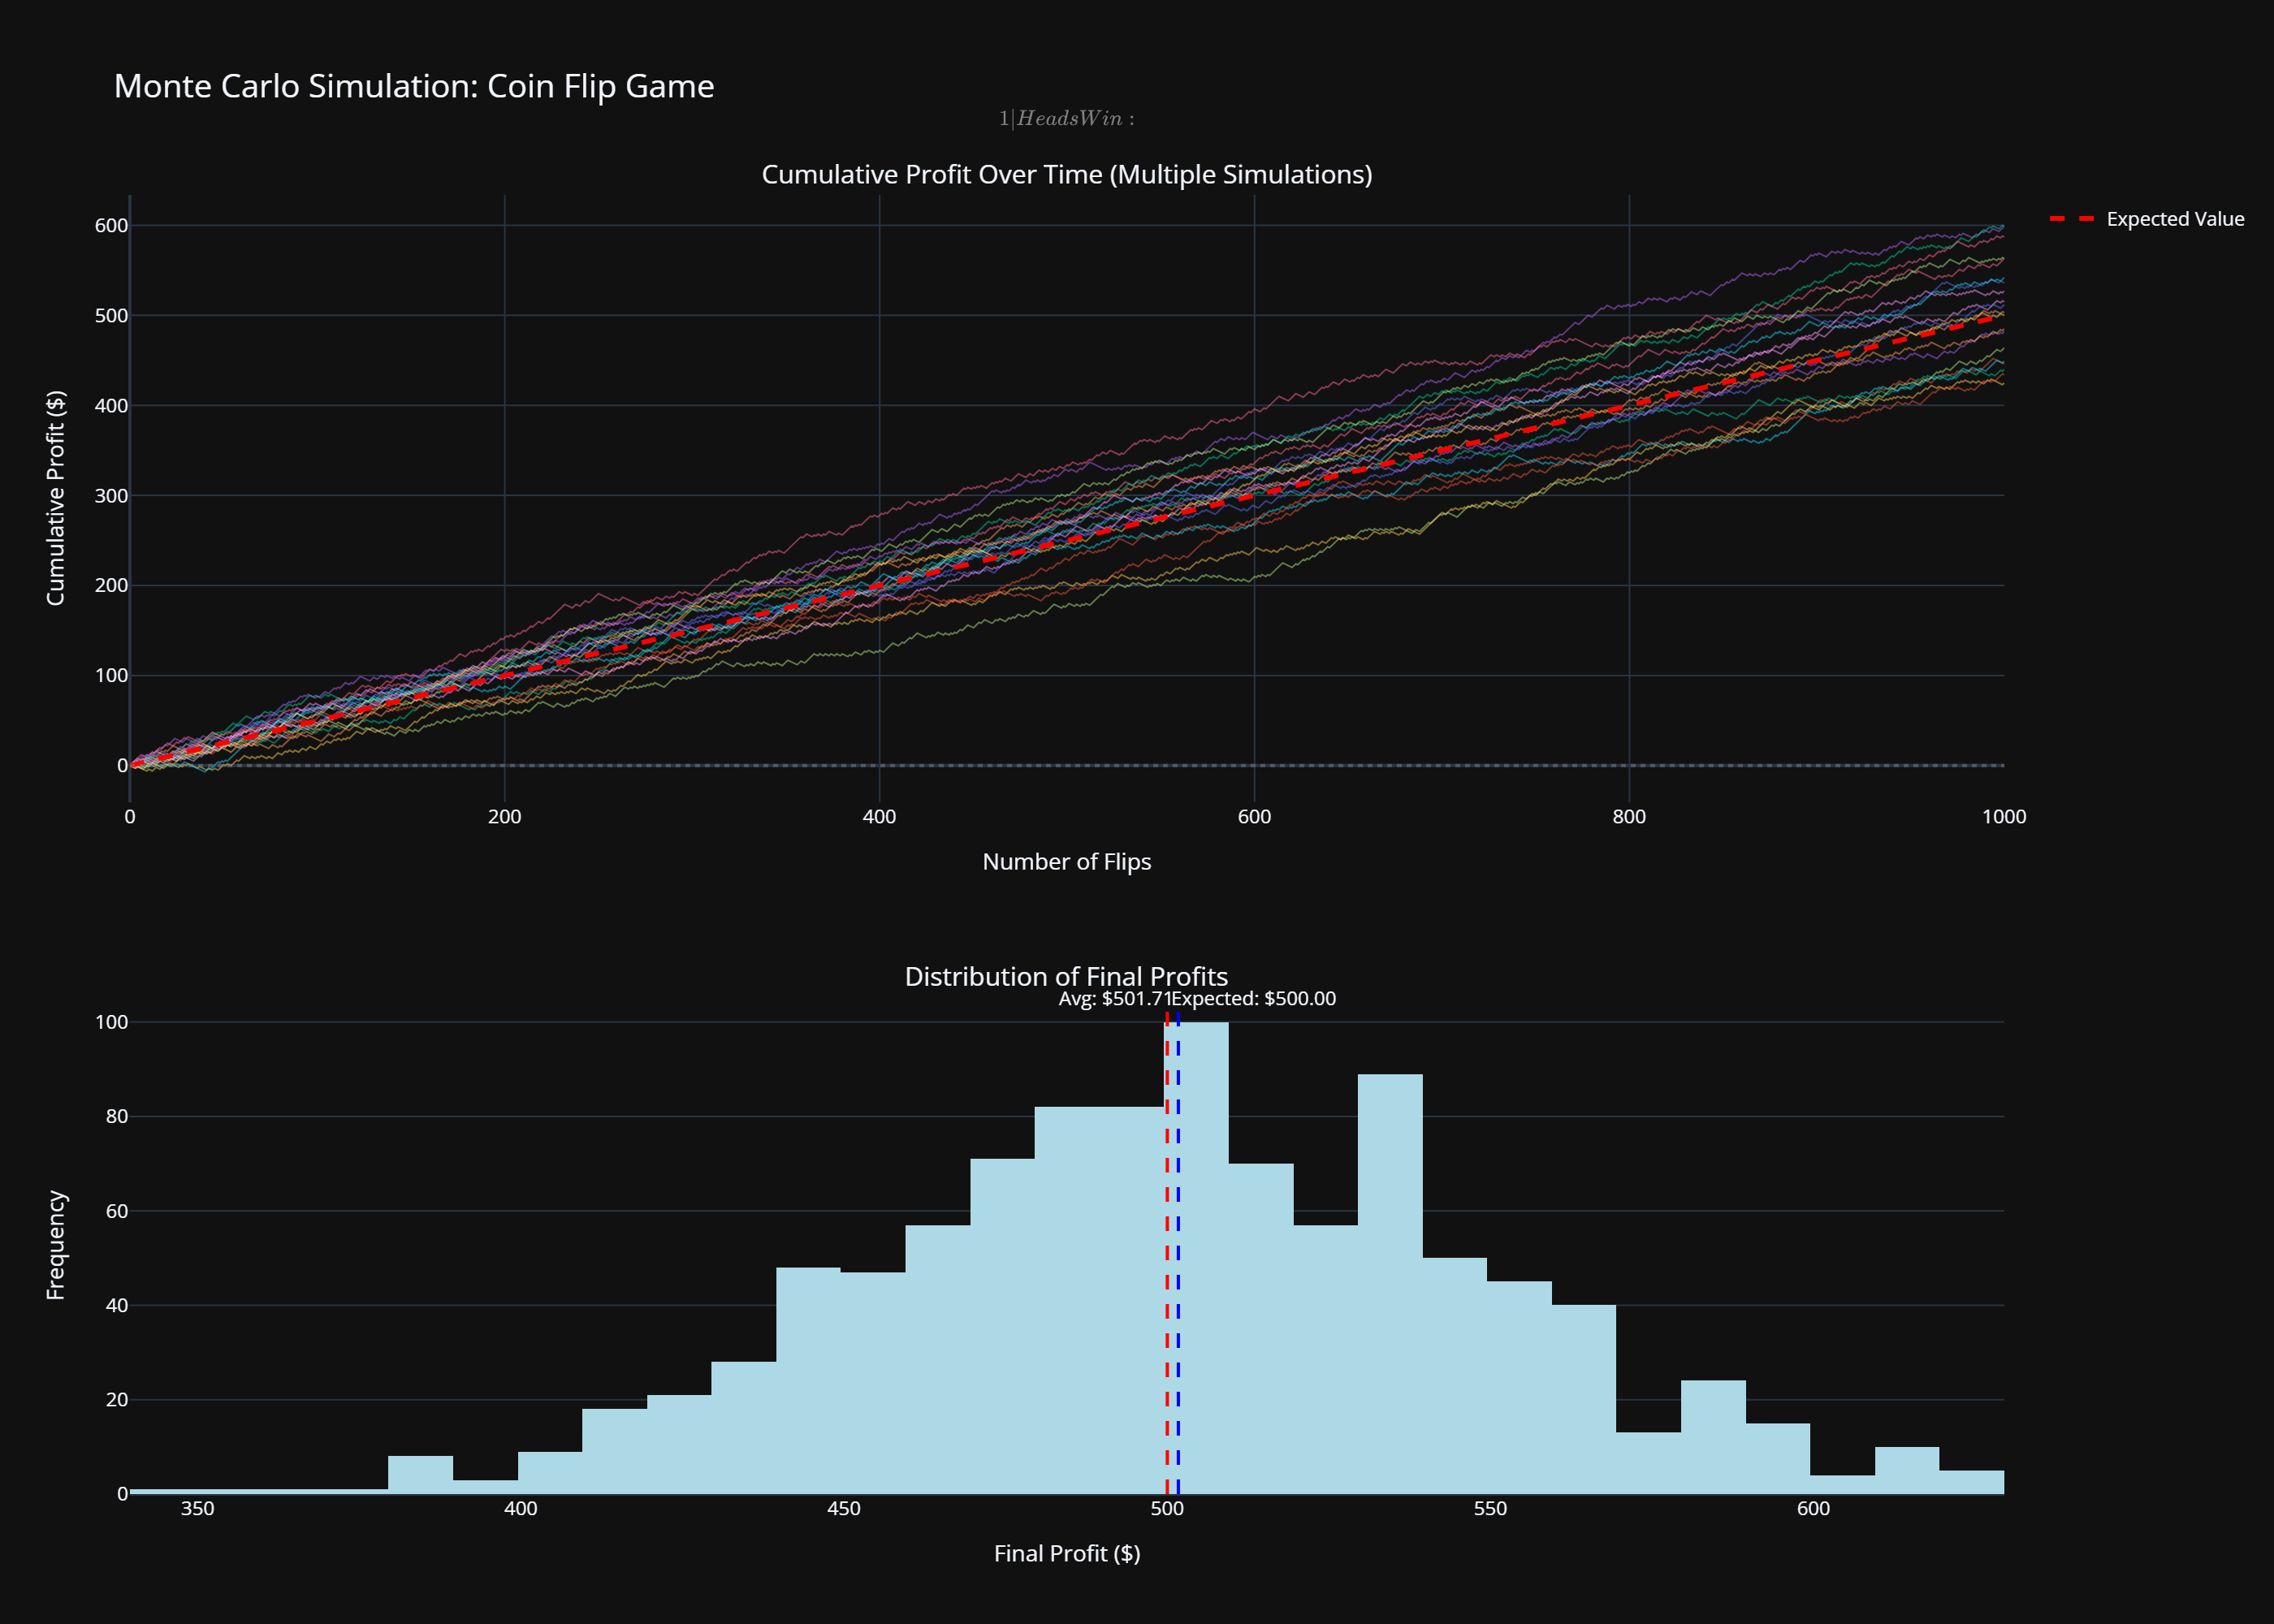 Monte Carlo Simulation: Coin Flip Game
1|HeadsWin :
Cumulative Profit Over Time (Multiple Simulations)
Expected Value
600
500
400
300
200
100
0
Cumulative Profit ($)
0 200 400 600 800 1000
Number of Flips
Distribution of Final Profits
Avg: $501.71 Expected: $500.00
100
80
60
40
20
0
Frequency
350 400 450 500 550 600
Final Profit ($)